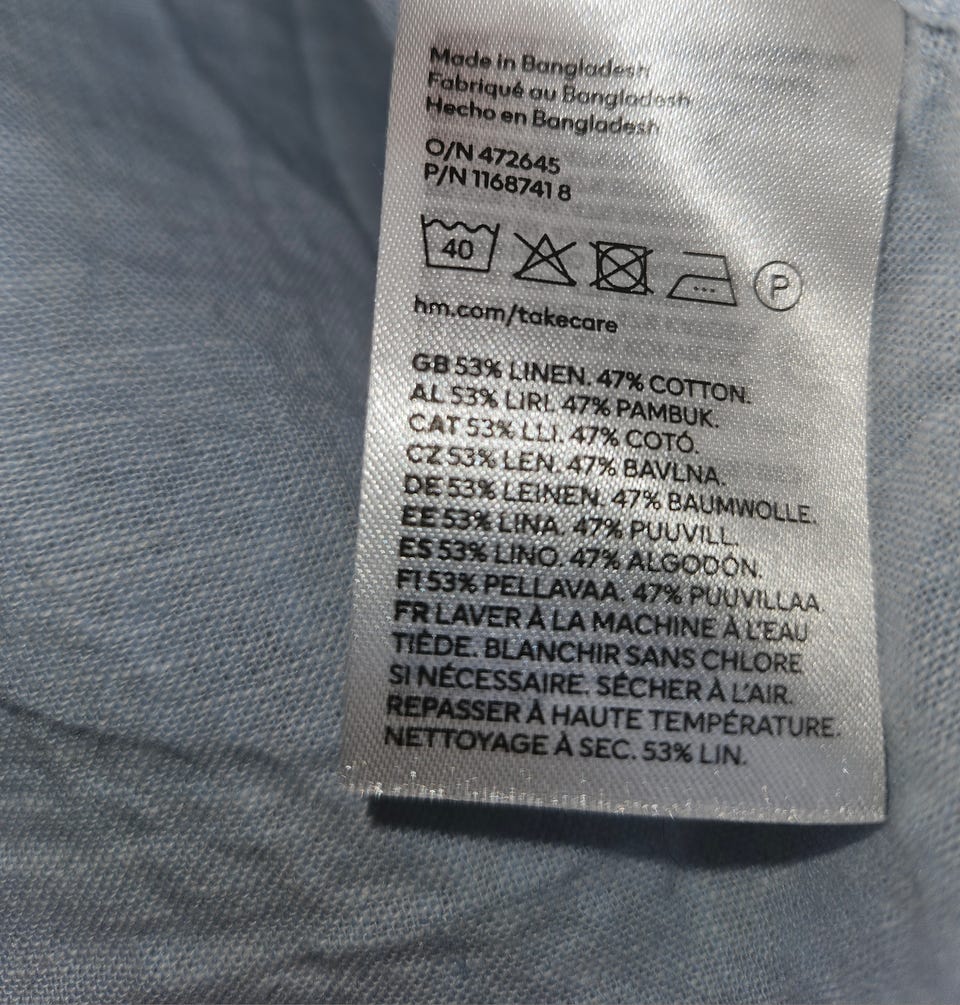 Made in Bangladesh
Fabriqué au Bangladesh
Hecho en Bangladesh
O/N 472645
P/N 1168741 8
40
P
hm.com/takecare
GB 53% LINEN. 47% COTTON.
AL 53% LIRI. 47% PAMBUK.
CAT 53% LLI. 47% COTÓ.
CZ 53% LEN. 47% BAVLNA.
DE 53% LEINEN. 47% BAUMWOLLE.
EE 53% LINA. 47% PUUVILL.
ES 53% LINO. 47% ALGODÓN.
FI 53% PELLAVAA. 47% PUUVILLAA.
FR LAVER À LA MACHINE À L'EAU
TIÈDE. BLANCHIR SANS CHLORE
SI NÉCESSAIRE. SÉCHER À L'AIR.
REPASSER À HAUTE TEMPÉRATURE.
NETTOYAGE À SEC. 53% LIN.